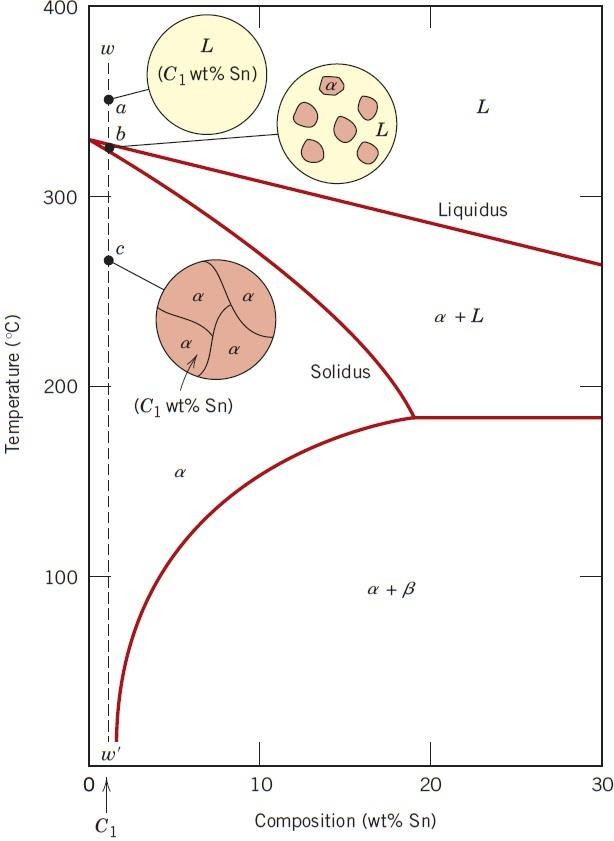 400
w
L
(C1 wt% Sn)
a
α
L
L
b
300
Liquidus
c
α α
α + L
α α
Solidus
(C1 wt% Sn)
200
Temperature (°C)
α
100
α + β
w′
0 10 20 30
C1
Composition (wt% Sn)